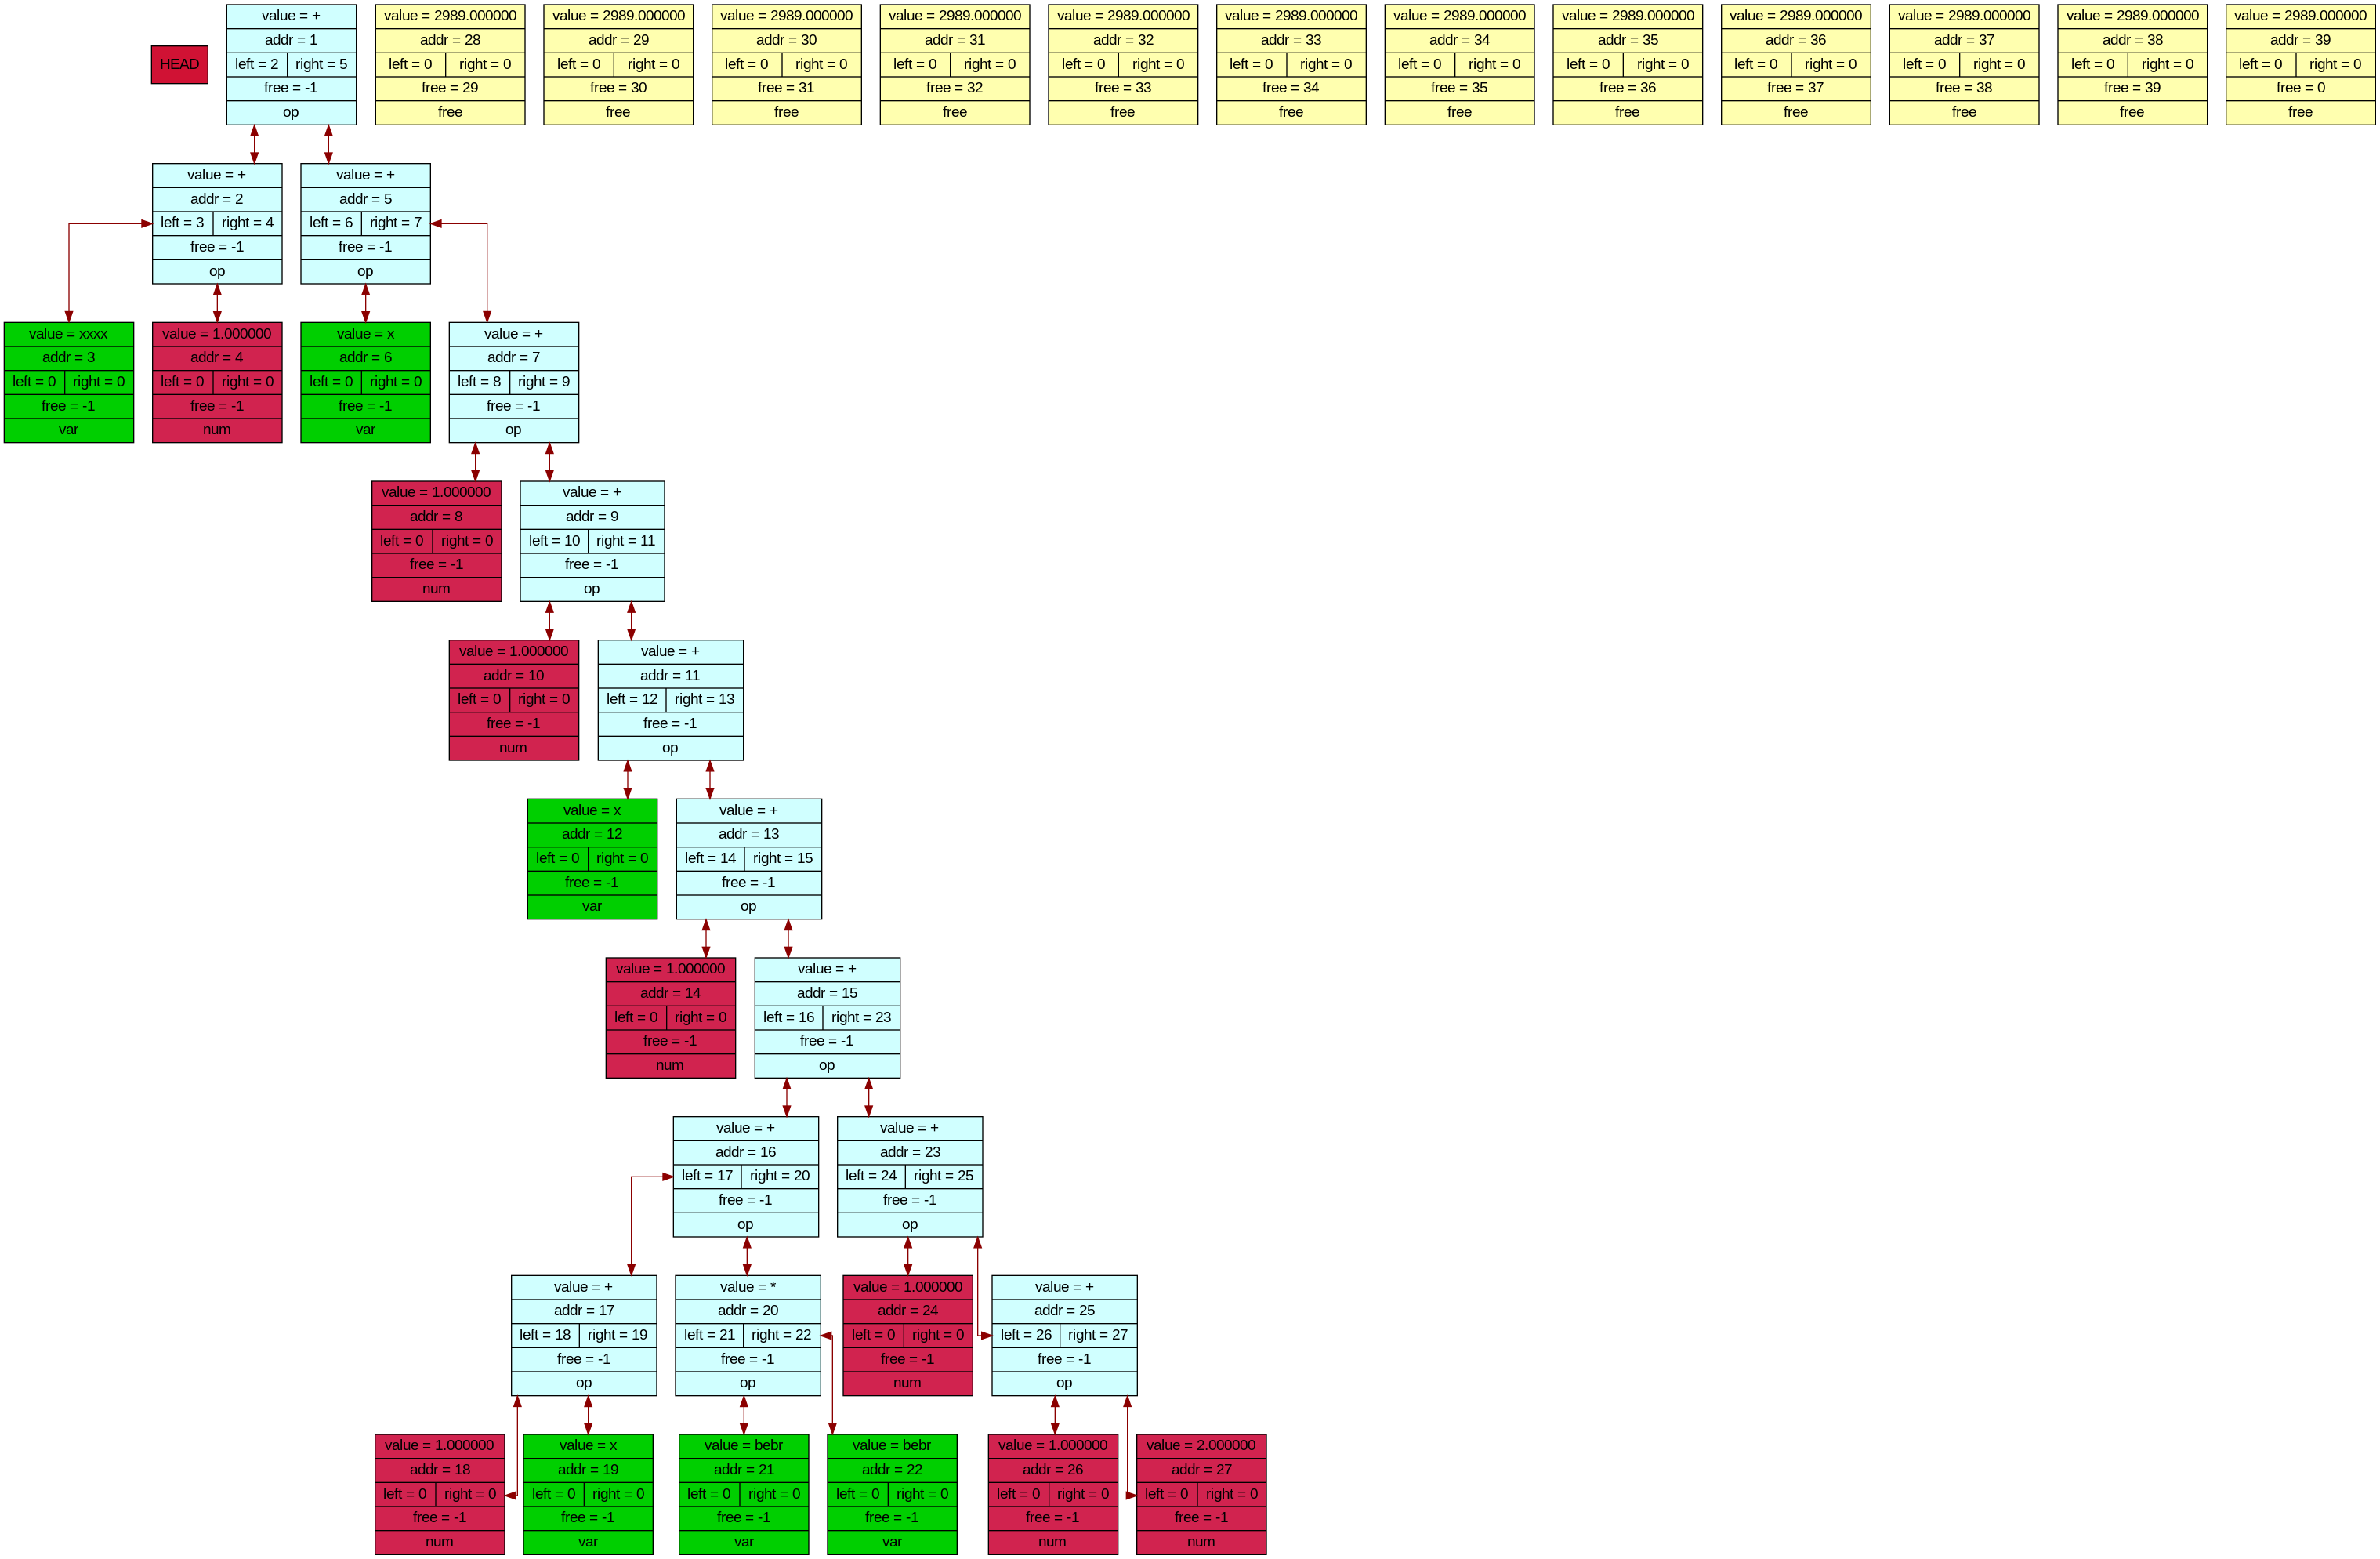 HEAD
value = +
addr = 1
left = 2 right = 5
free = -1
op
value = 2989.000000
addr = 28
left = 0 right = 0
free = 29
free
value = 2989.000000
addr = 29
left = 0 right = 0
free = 30
free
value = 2989.000000
addr = 30
left = 0 right = 0
free = 31
free
value = 2989.000000
addr = 31
left = 0 right = 0
free = 32
free
value = 2989.000000
addr = 32
left = 0 right = 0
free = 33
free
value = 2989.000000
addr = 33
left = 0 right = 0
free = 34
free
value = 2989.000000
addr = 34
left = 0 right = 0
free = 35
free
value = 2989.000000
addr = 35
left = 0 right = 0
free = 36
free
value = 2989.000000
addr = 36
left = 0 right = 0
free = 37
free
value = 2989.000000
addr = 37
left = 0 right = 0
free = 38
free
value = 2989.000000
addr = 38
left = 0 right = 0
free = 39
free
value = 2989.000000
addr = 39
left = 0 right = 0
free = 0
free
value = +
addr = 2
left = 3 right = 4
free = -1
op
value = +
addr = 5
left = 6 right = 7
free = -1
op
value = xxxx
addr = 3
left = 0 right = 0
free = -1
var
value = 1.000000
addr = 4
left = 0 right = 0
free = -1
num
value = x
addr = 6
left = 0 right = 0
free = -1
var
value = +
addr = 7
left = 8 right = 9
free = -1
op
value = 1.000000
addr = 8
left = 0 right = 0
free = -1
num
value = +
addr = 9
left = 10 right = 11
free = -1
op
value = 1.000000
addr = 10
left = 0 right = 0
free = -1
num
value = +
addr = 11
left = 12 right = 13
free = -1
op
value = x
addr = 12
left = 0 right = 0
free = -1
var
value = +
addr = 13
left = 14 right = 15
free = -1
op
value = 1.000000
addr = 14
left = 0 right = 0
free = -1
num
value = +
addr = 15
left = 16 right = 23
free = -1
op
value = +
addr = 16
left = 17 right = 20
free = -1
op
value = +
addr = 23
left = 24 right = 25
free = -1
op
value = +
addr = 17
left = 18 right = 19
free = -1
op
value = *
addr = 20
left = 21 right = 22
free = -1
op
value = 1.000000
addr = 24
left = 0 right = 0
free = -1
num
value = +
addr = 25
left = 26 right = 27
free = -1
op
value = 1.000000
addr = 18
left = 0 right = 0
free = -1
num
value = x
addr = 19
left = 0 right = 0
free = -1
var
value = bebr
addr = 21
left = 0 right = 0
free = -1
var
value = bebr
addr = 22
left = 0 right = 0
free = -1
var
value = 1.000000
addr = 26
left = 0 right = 0
free = -1
num
value = 2.000000
addr = 27
left = 0 right = 0
free = -1
num